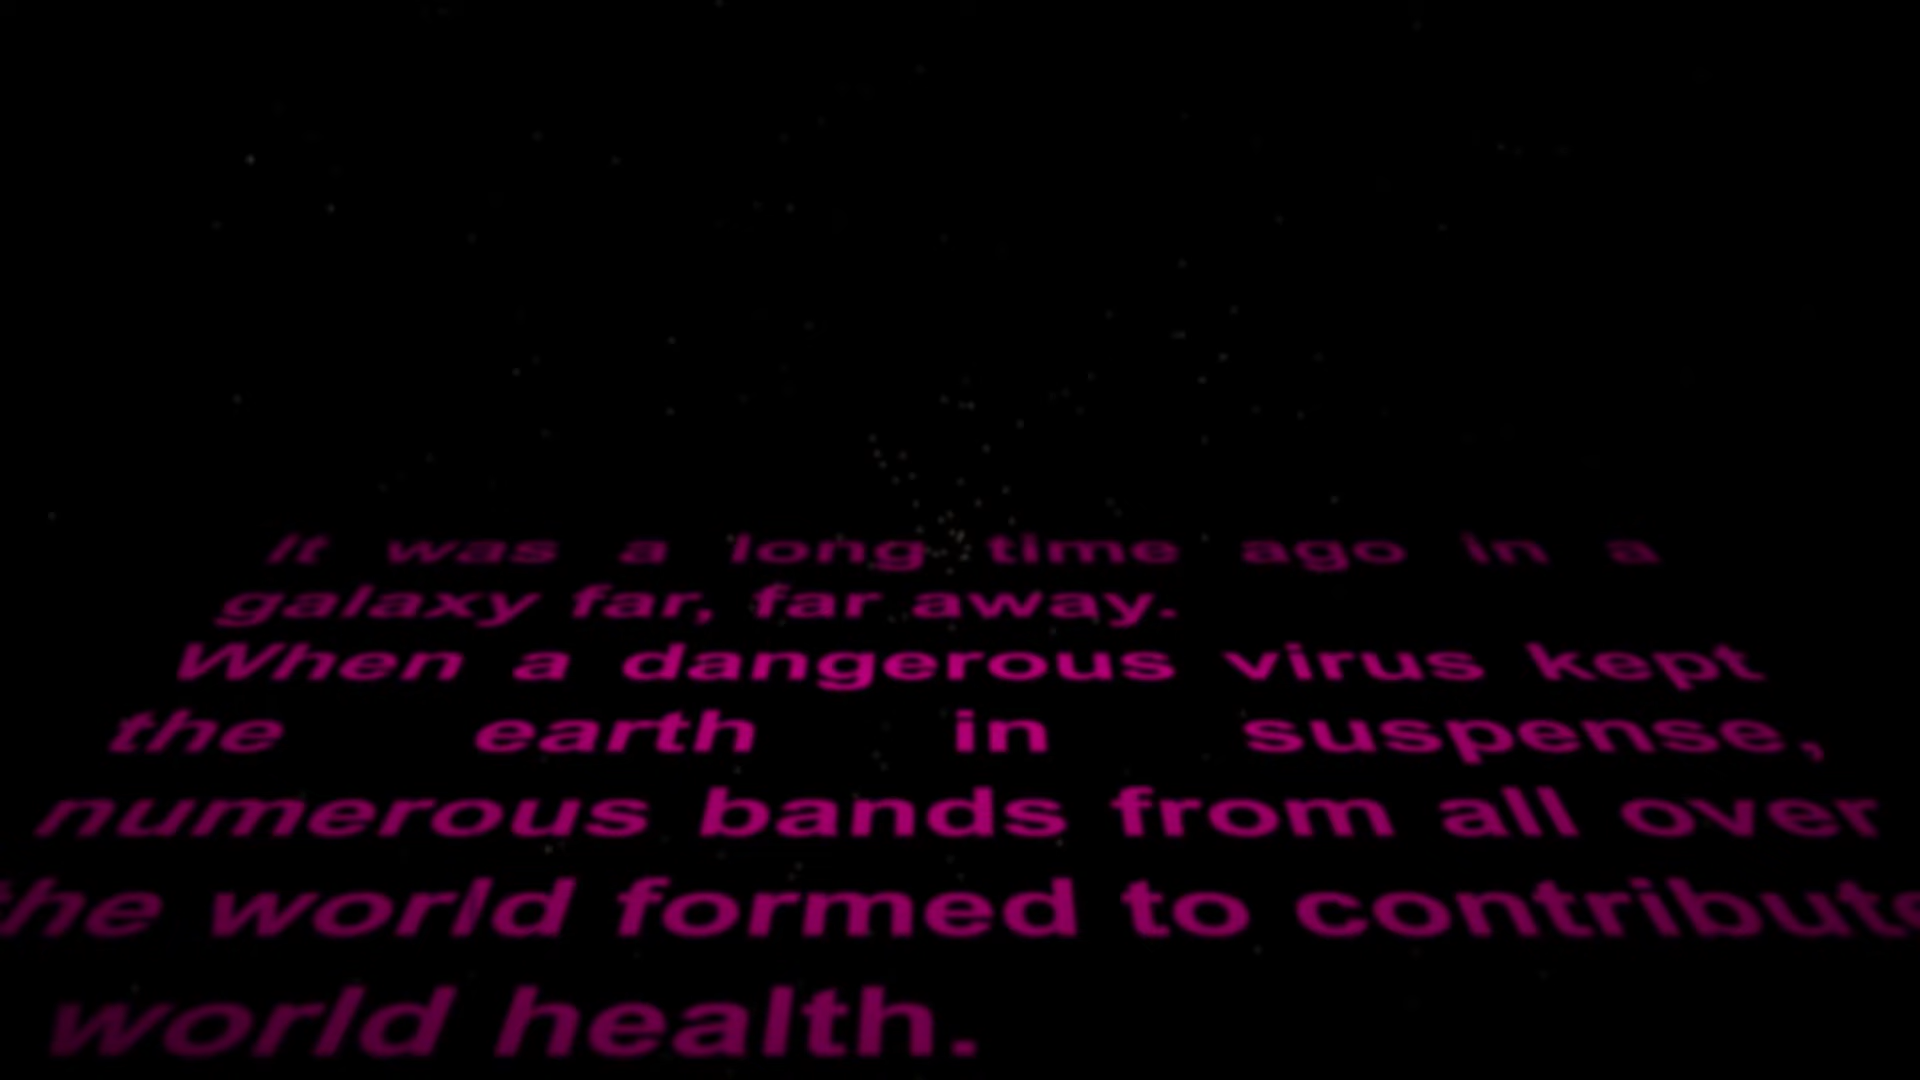 It was a long time ago in a
galaxy far, far away.
When a dangerous virus kept
the earth in suspense,
numerous bands from all over
the world formed to contribute
world health.